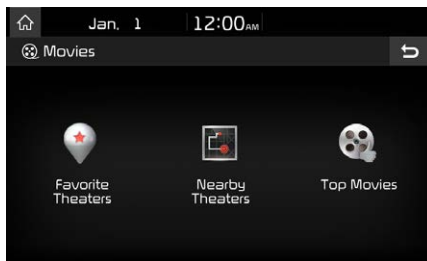 Jan. 1 12:00AM
Movies
Favorite
Theaters
Nearby
Theaters
Top Movies